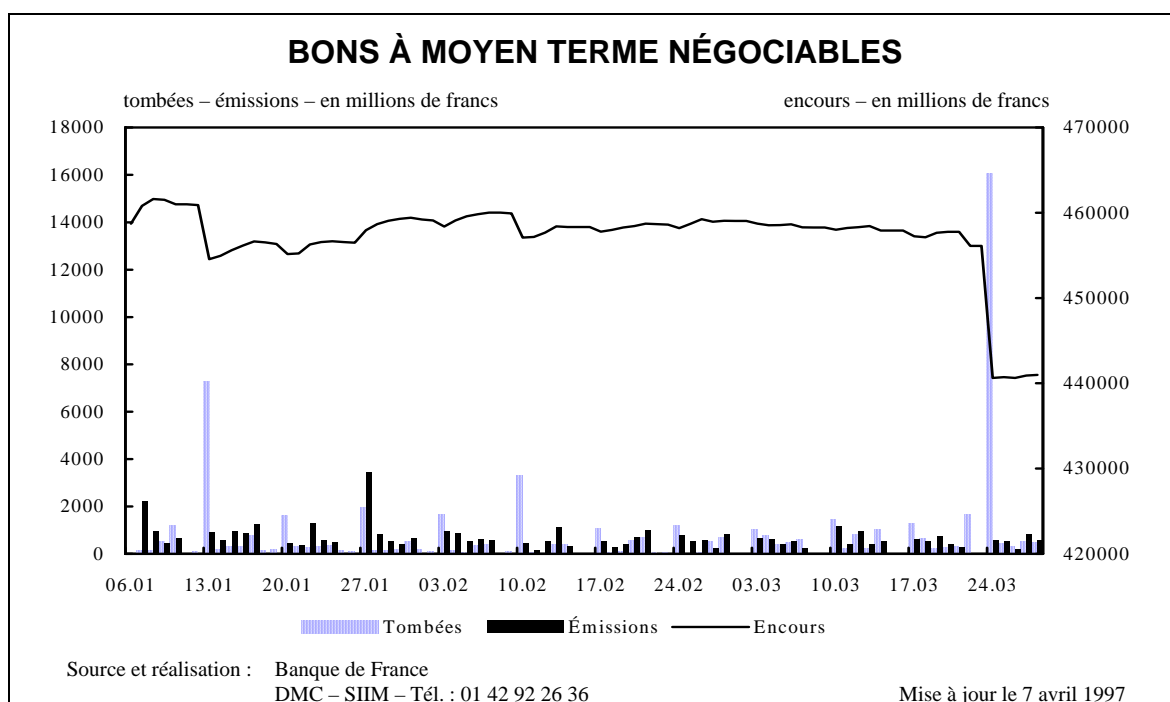 BONS À MOYEN TERME NÉGOCIABLES
tombées – émissions – en millions de francs
encours – en millions de francs
18000
16000
14000
12000
10000
8000
6000
4000
2000
0
470000
460000
450000
440000
430000
420000
06.01 13.01 20.01 27.01 03.02 10.02 17.02 24.02 03.03 10.03 17.03 24.03
Tombées Émissions Encours
Source et réalisation : Banque de France
DMC – SIIM – Tél. : 01 42 92 26 36 Mise à jour le 7 avril 1997